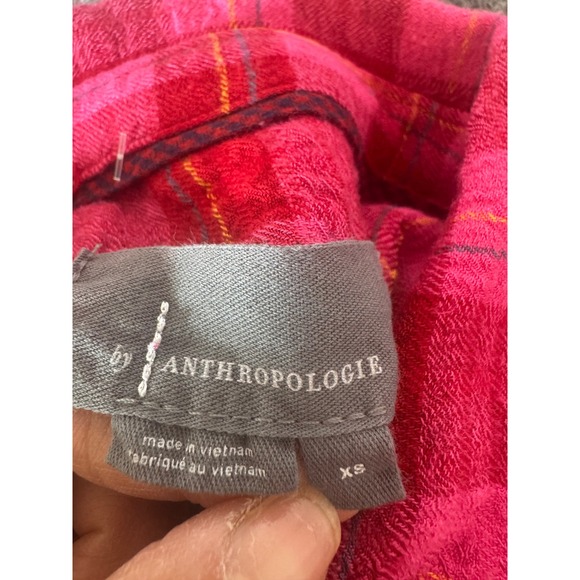 by ANTHROPOLOGIE
made in vietnam
fabriqué au vietnam
XS